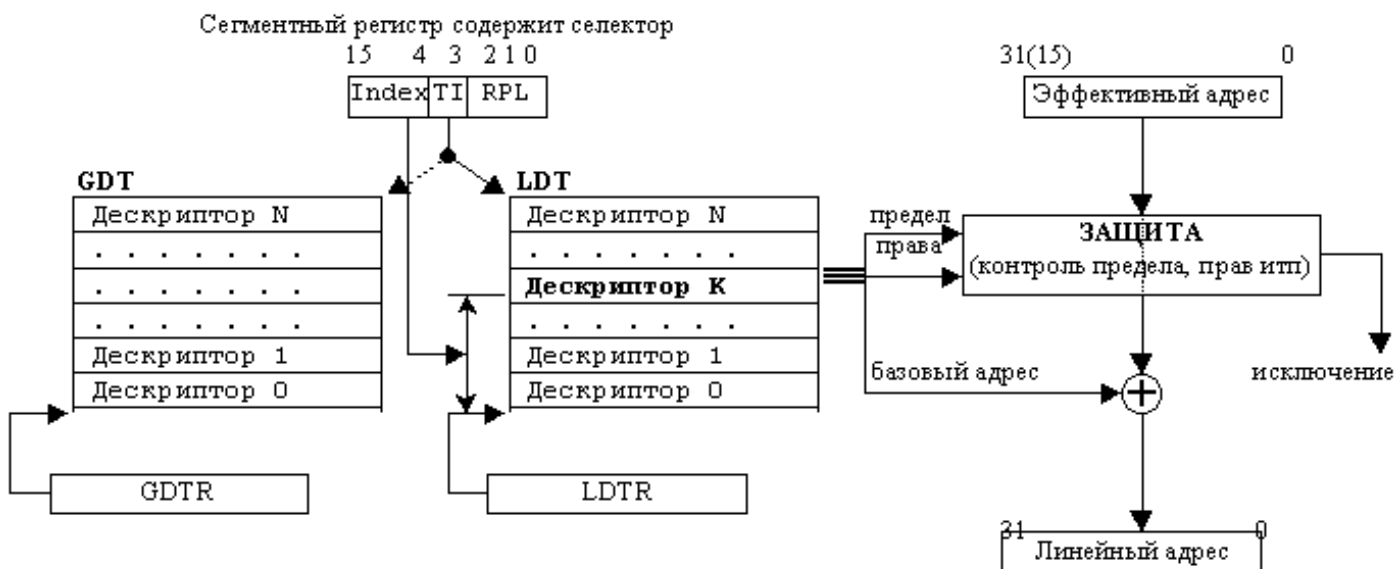 Сегментный регистр содержит селектор
15 4 3 2 1 0
Index TI RPL
31(15) 0
Эффективный адрес
GDT
Дескриптор N
. . . . . . .
. . . . . . .
. . . . . . .
Дескриптор 1
Дескриптор 0
GDTR
LDT
Дескриптор N
. . . . . . .
Дескриптор K
. . . . . . .
Дескриптор 1
Дескриптор 0
LDTR
предел
права
базовый адрес
ЗАЩИТА
(контроль предела, прав итп)
исключение
31 0
Линейный адрес